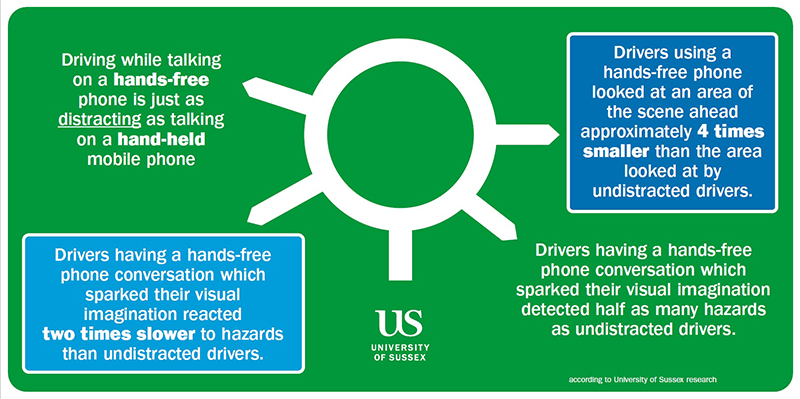 Driving while talking
on a hands-free
phone is just as
distracting as talking
on a hand-held
mobile phone
Drivers using a
hands-free phone
looked at an area of
the scene ahead
approximately 4 times
smaller than the area
looked at by
undistracted drivers.
Drivers having a hands-free
phone conversation which
sparked their visual
imagination reacted
two times slower to hazards
than undistracted drivers.
Drivers having a hands-free
phone conversation which
sparked their visual imagination
detected half as many hazards
as undistracted drivers.
US
UNIVERSITY
OF SUSSEX
according to University of Sussex research